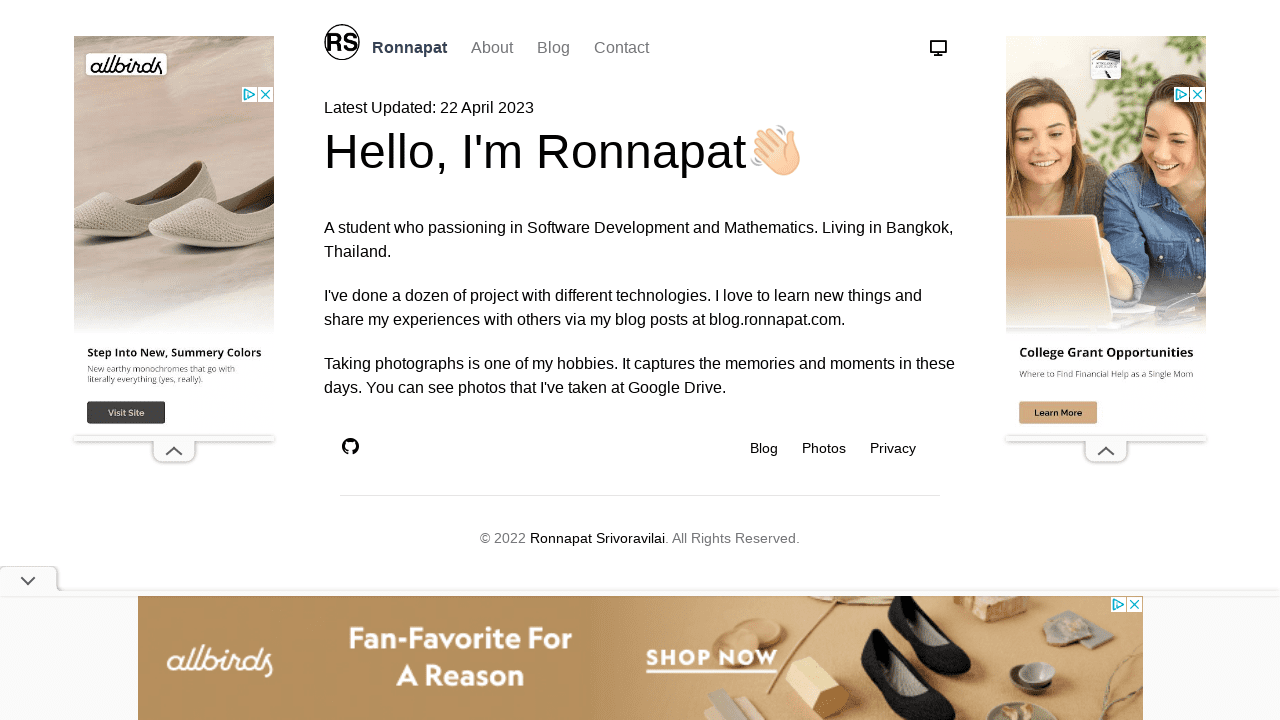 RS Ronnapat About Blog Contact
Latest Updated: 22 April 2023
Hello, I'm Ronnapat👋🏻
A student who passioning in Software Development and Mathematics. Living in Bangkok,
Thailand.
I've done a dozen of project with different technologies. I love to learn new things and
share my experiences with others via my blog posts at blog.ronnapat.com.
Taking photographs is one of my hobbies. It captures the memories and moments in these
days. You can see photos that I've taken at Google Drive.
Blog Photos Privacy
© 2022 Ronnapat Srivoravilai. All Rights Reserved.
allbirds
Step Into New, Summery Colors
New earthy monochromes that go with
literally everything (yes, really).
Visit Site
College Grant Opportunities
Where to Find Financial Help as a Single Mom
Learn More
allbirds
Fan-Favorite For
A Reason
SHOP NOW